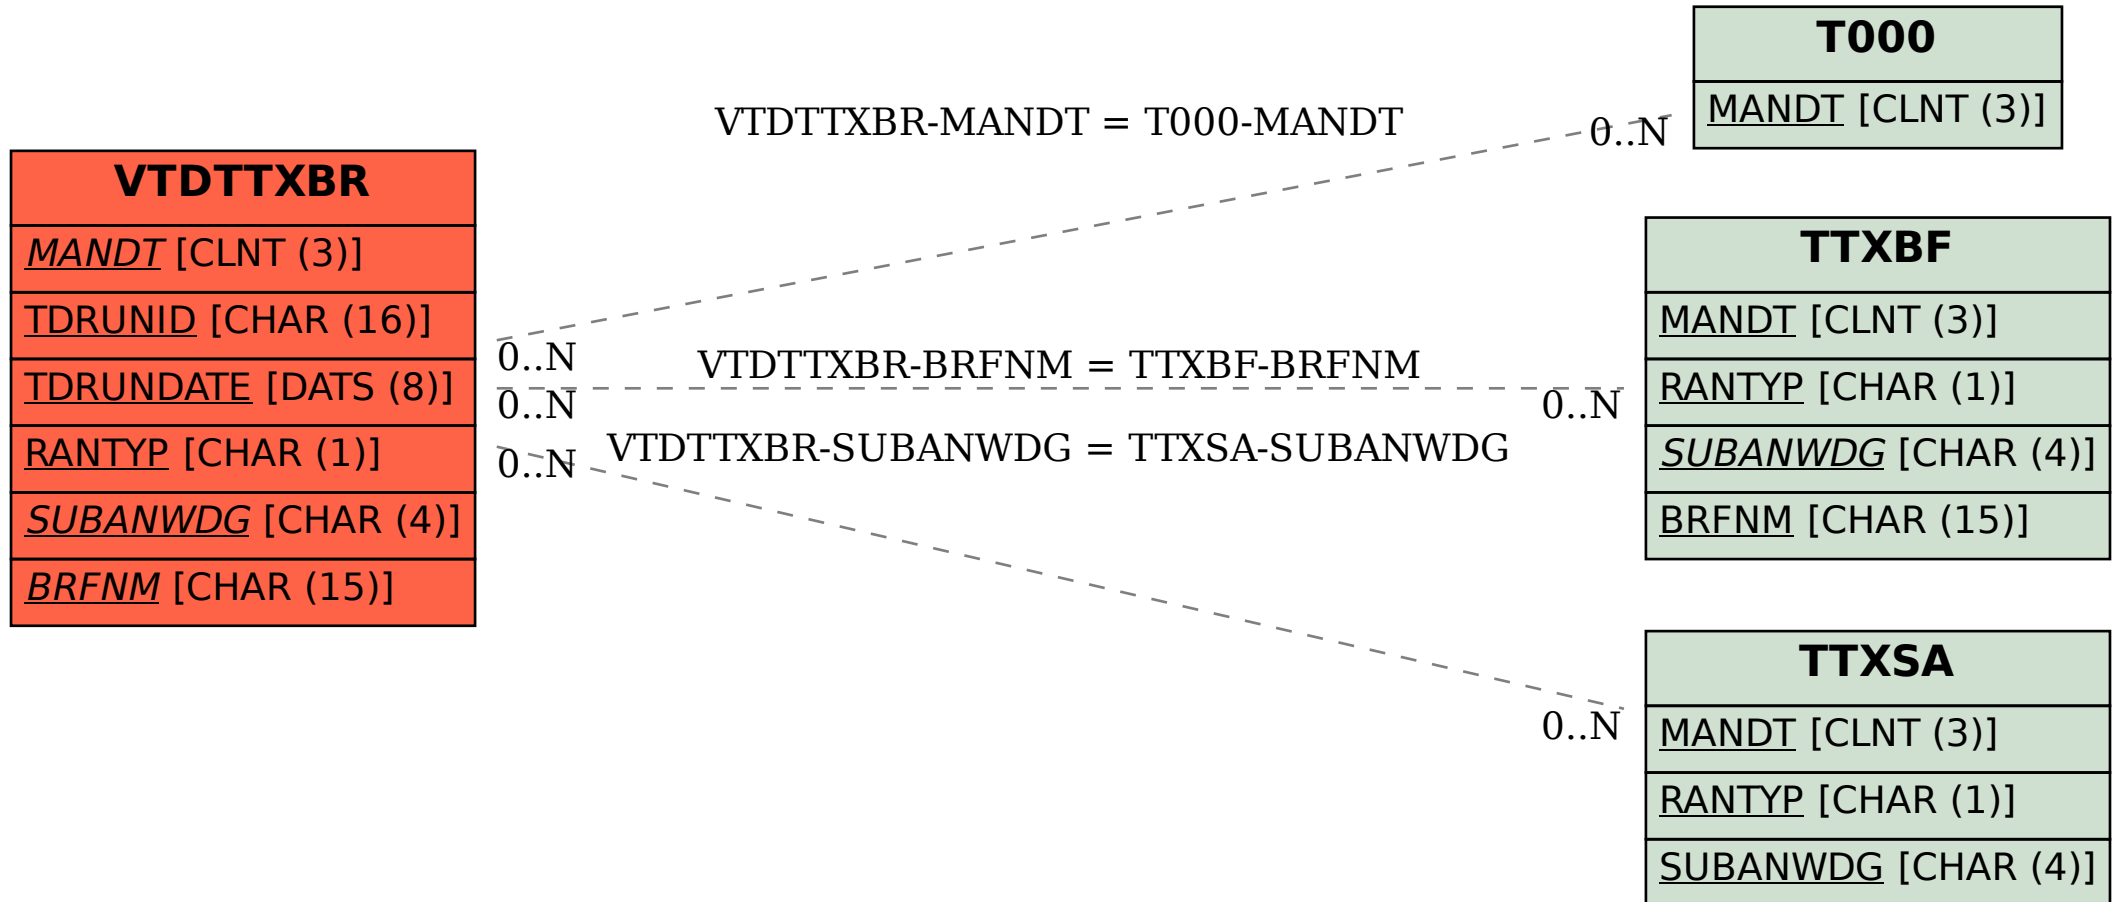 VTDTTXBR
MANDT [CLNT (3)]
TDRUNID [CHAR (16)]
TDRUNDATE [DATS (8)]
RANTYP [CHAR (1)]
SUBANWDG [CHAR (4)]
BRFNM [CHAR (15)]
VTDTTXBR-MANDT = T000-MANDT
0..N
0..N
VTDTTXBR-BRFNM = TTXBF-BRFNM
0..N
0..N
VTDTTXBR-SUBANWDG = TTXSA-SUBANWDG
0..N
0..N
T000
MANDT [CLNT (3)]
TTXBF
MANDT [CLNT (3)]
RANTYP [CHAR (1)]
SUBANWDG [CHAR (4)]
BRFNM [CHAR (15)]
TTXSA
MANDT [CLNT (3)]
RANTYP [CHAR (1)]
SUBANWDG [CHAR (4)]